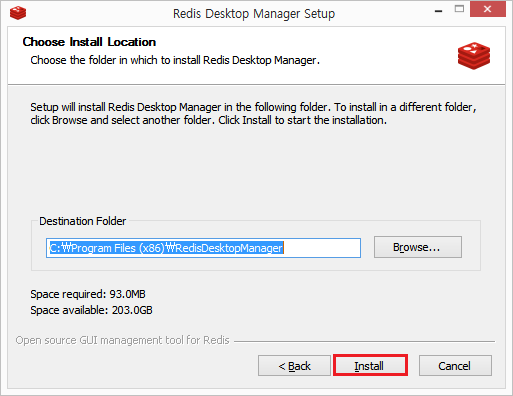 Redis Desktop Manager Setup
Choose Install Location
Choose the folder in which to install Redis Desktop Manager.
Setup will install Redis Desktop Manager in the following folder. To install in a different folder,
click Browse and select another folder. Click Install to start the installation.
Destination Folder
C:₩Program Files (x86)₩RedisDesktopManager
Browse...
Space required: 93.0MB
Space available: 203.0GB
Open source GUI management tool for Redis
< Back
Install
Cancel